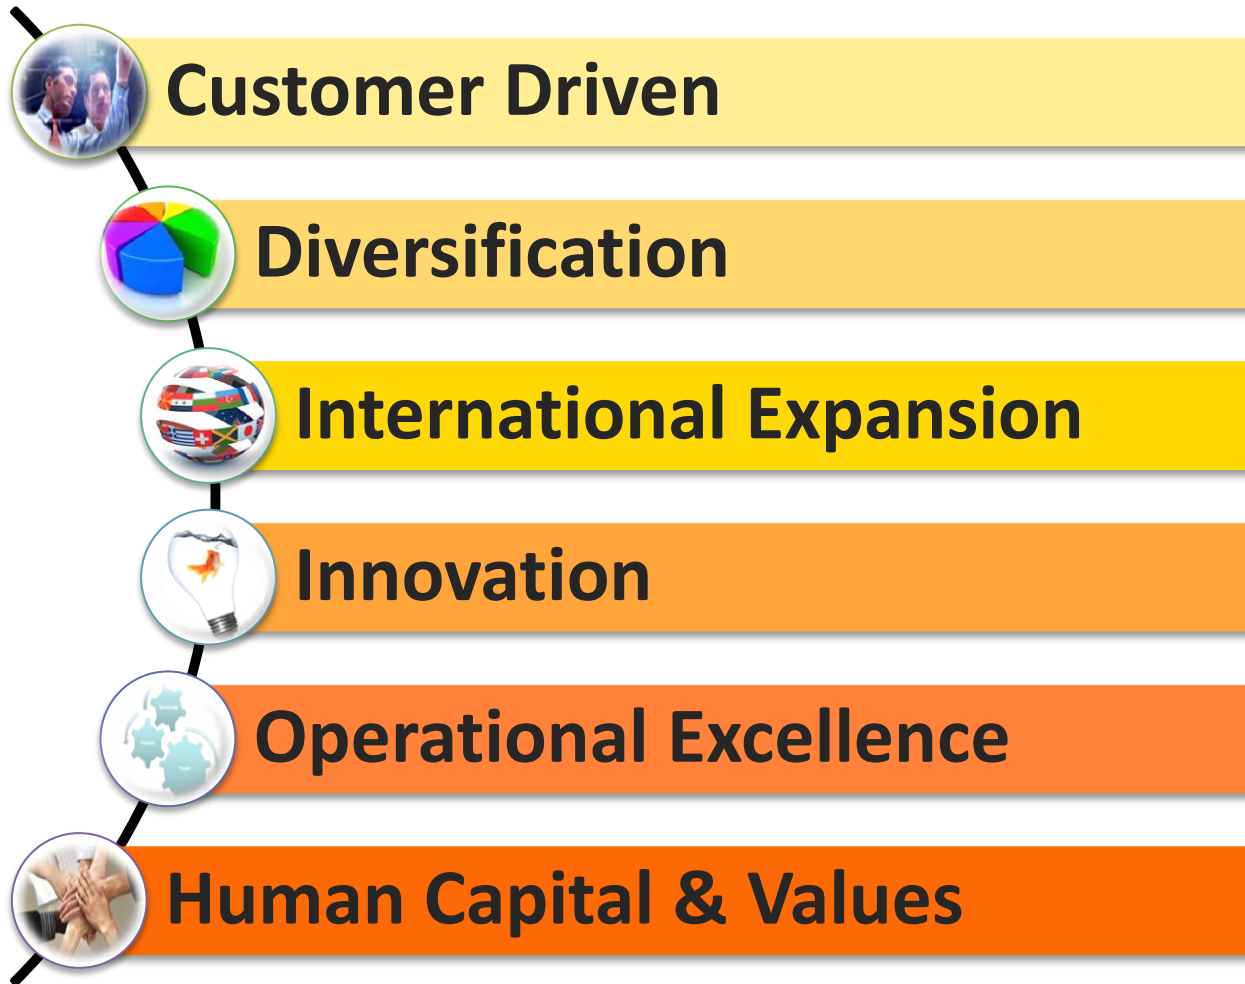 Customer Driven
Diversification
International Expansion
Innovation
Operational Excellence
Human Capital & Values